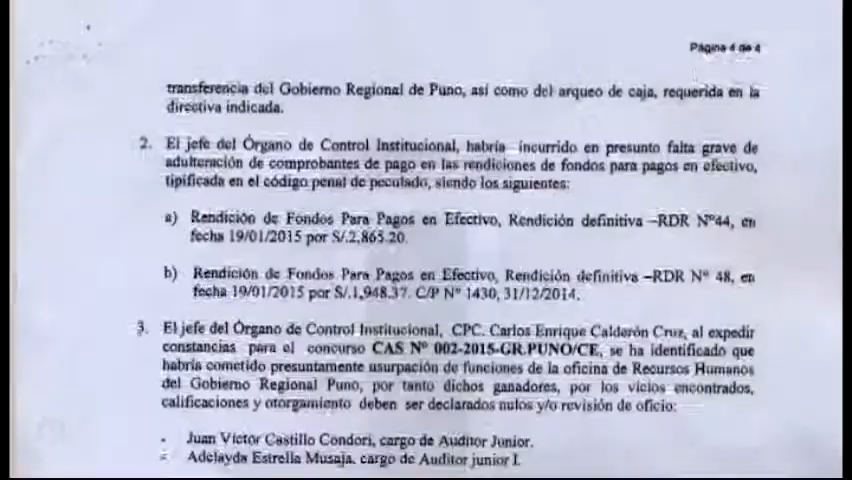 Página 4 de 4
transferencia del Gobierno Regional de Puno, así como del arqueo de caja, requerida en la
directiva indicada.
2. El jefe del Órgano de Control Institucional, habría incurrido en presunto falta grave de
adulteración de comprobantes de pago en las rendiciones de fondos para pagos en efectivo,
tipificada en el código penal de peculado, siendo los siguientes:
a) Rendición de Fondos Para Pagos en Efectivo, Rendición definitiva –RDR N°44, en
fecha 19/01/2015 por S/.2,865.20.
b) Rendición de Fondos Para Pagos en Efectivo, Rendición definitiva –RDR N° 48, en
fecha 19/01/2015 por S/.1,948.37. C/P N° 1430, 31/12/2014.
3. El jefe del Órgano de Control Institucional, CPC. Carlos Enrique Calderón Cruz, al expedir
constancias para el concurso CAS N° 002-2015-GR.PUNO/CE, se ha identificado que
habría cometido presuntamente usurpación de funciones de la oficina de Recursos Humanos
del Gobierno Regional Puno, por tanto dichos ganadores, por los vicios encontrados,
calificaciones y otorgamiento deben ser declarados nulos y/o revisión de oficio:
- Juan Víctor Castillo Condori, cargo de Auditor Junior.
- Adelayda Estrella Musaja, cargo de Auditor junior I.